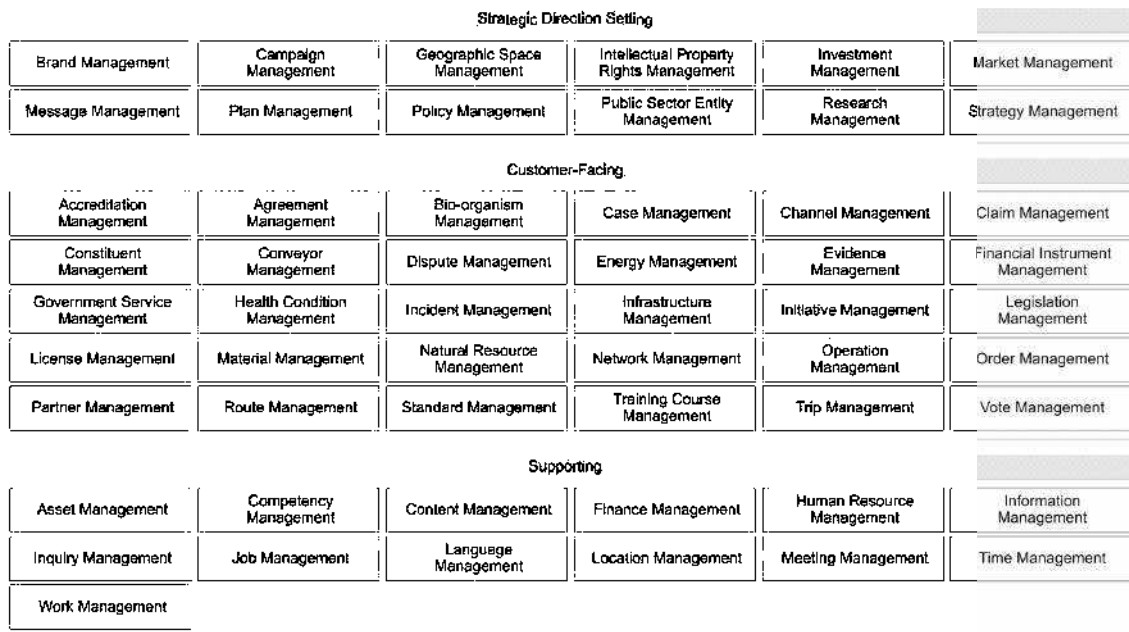 Strategic Direction Setting
Brand Management
Campaign
Management
Geographic Space
Management
Intellectual Property
Rights Management
Investment
Management
Market Management
Message Management
Plan Management
Policy Management
Public Sector Entity
Management
Research
Management
Strategy Management
Customer-Facing
Accreditation
Management
Agreement
Management
Bio-organism
Management
Case Management
Channel Management
Claim Management
Constituent
Management
Conveyor
Management
Dispute Management
Energy Management
Evidence
Management
Financial Instrument
Management
Government Service
Management
Health Condition
Management
Incident Management
Infrastructure
Management
Initiative Management
Legislation
Management
License Management
Material Management
Natural Resource
Management
Network Management
Operation
Management
Order Management
Partner Management
Route Management
Standard Management
Training Course
Management
Trip Management
Vote Management
Supporting
Asset Management
Competency
Management
Content Management
Finance Management
Human Resource
Management
Information
Management
Inquiry Management
Job Management
Language
Management
Location Management
Meeting Management
Time Management
Work Management